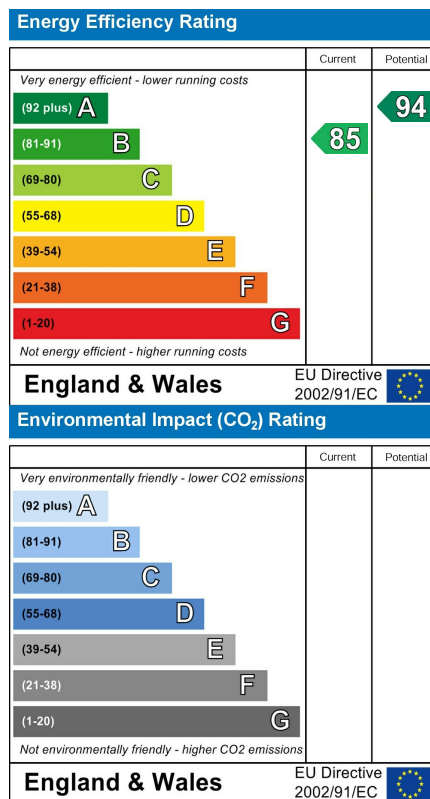 Energy Efficiency Rating
Current Potential
Very energy efficient - lower running costs
(92 plus) A
94
(81-91) B
85
(69-80) C
(55-68) D
(39-54) E
(21-38) F
(1-20) G
Not energy efficient - higher running costs
England & Wales
EU Directive
2002/91/EC
Environmental Impact (CO₂) Rating
Current Potential
Very environmentally friendly - lower CO2 emissions
(92 plus) A
(81-91) B
(69-80) C
(55-68) D
(39-54) E
(21-38) F
(1-20) G
Not environmentally friendly - higher CO2 emissions
England & Wales
EU Directive
2002/91/EC